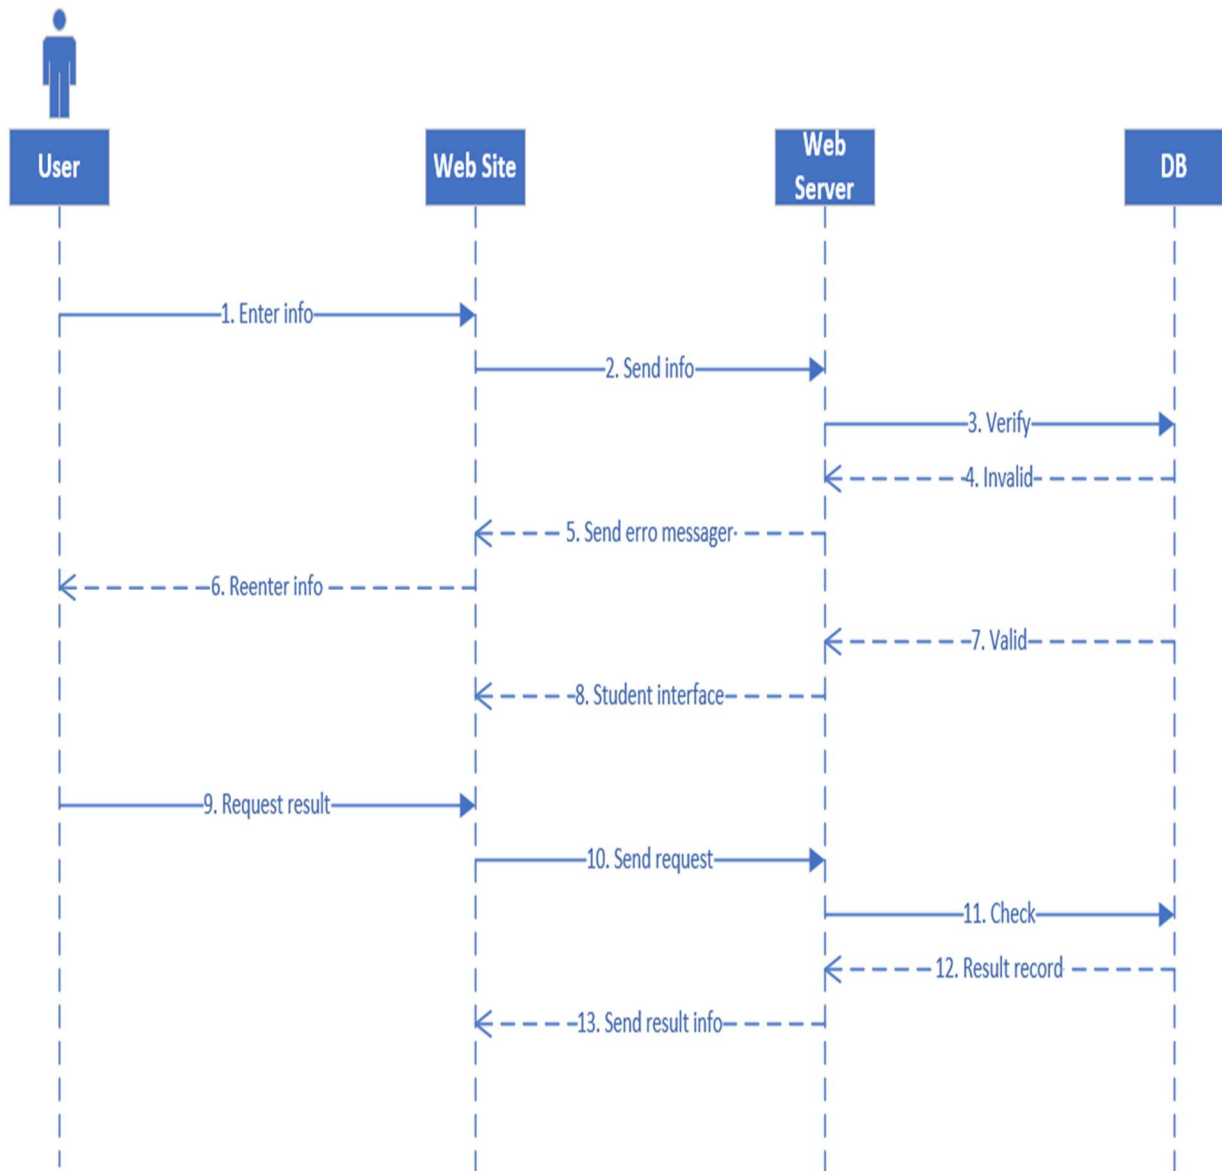 User
Web Site
Web
Server
DB
1. Enter info
2. Send info
3. Verify
4. Invalid
5. Send erro messager
6. Reenter info
7. Valid
8. Student interface
9. Request result
10. Send request
11. Check
12. Result record
13. Send result info